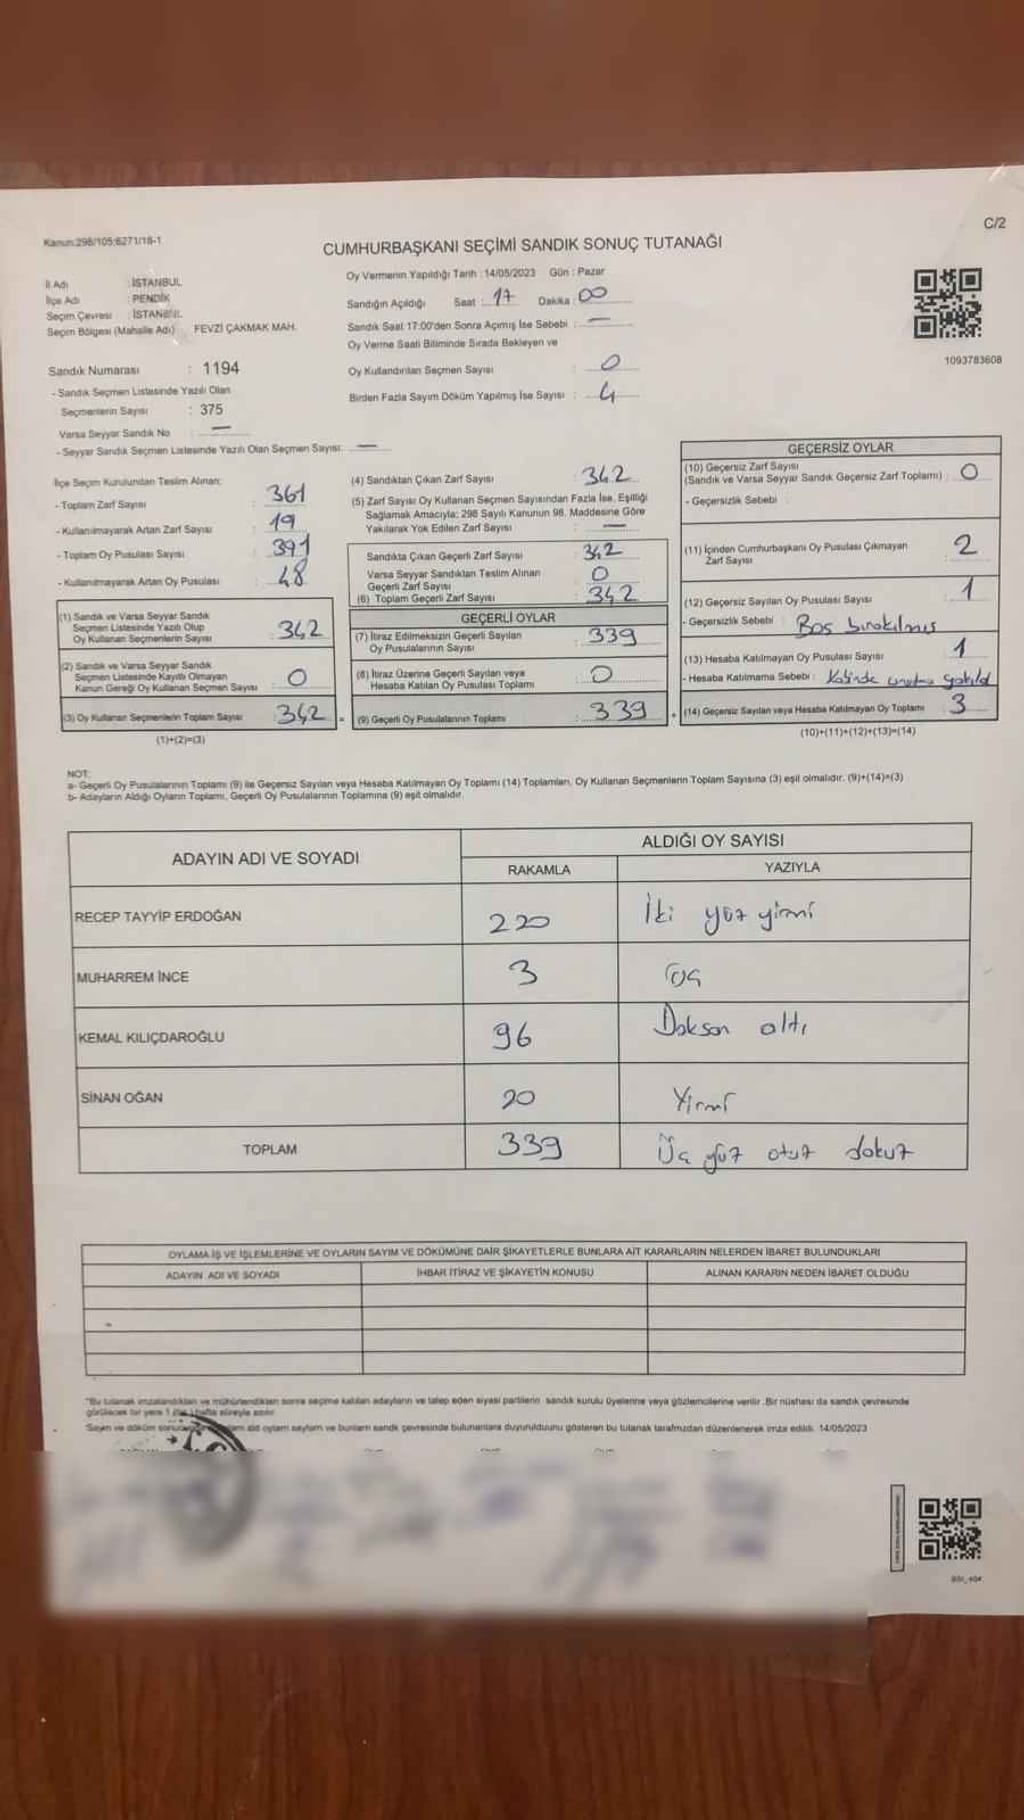 C/2
Kanun:298/105;6271/18-1
CUMHURBAŞKANI SEÇİMİ SANDIK SONUÇ TUTANAĞI
İl Adı : İSTANBUL
İlçe Adı : PENDİK
Seçim Çevresi : İSTANBUL
Seçim Bölgesi (Mahalle Adı) : FEVZİ ÇAKMAK MAH.
Sandık Numarası : 1194
- Sandık Seçmen Listesinde Yazılı Olan
Seçmenlerin Sayısı : 375
Varsa Seyyar Sandık No : —
- Seyyar Sandık Seçmen Listesinde Yazılı Olan Seçmen Sayısı: —
Oy Vermenin Yapıldığı Tarih : 14/05/2023 Gün : Pazar
Sandığın Açıldığı Saat : 17 Dakika : 00
Sandık Saat 17:00'den Sonra Açımış İse Sebebi : —
Oy Verme Saati Bitiminde Sırada Bekleyen ve
Oy Kullandırılan Seçmen Sayısı : 0
Birden Fazla Sayım Döküm Yapılmış İse Sayısı : 4
1093783608
İlçe Seçim Kurulundan Teslim Alınan:
- Toplam Zarf Sayısı : 361
- Kullanılmayarak Artan Zarf Sayısı : 19
- Toplam Oy Pusulası Sayısı : 391
- Kullanılmayarak Artan Oy Pusulası : 48
(1) Sandık ve Varsa Seyyar Sandık
Seçmen Listesinde Yazılı Olup
Oy Kullanan Seçmenlerin Sayısı : 342
(2) Sandık ve Varsa Seyyar Sandık
Seçmen Listesinde Kayıtlı Olmayan
Kanun Gereği Oy Kullanan Seçmen Sayısı : 0
(3) Oy Kullanan Seçmenlerin Toplam Sayısı : 342
(1)+(2)=(3)
(4) Sandıktan Çıkan Zarf Sayısı : 342
(5) Zarf Sayısı Oy Kullanan Seçmen Sayısından Fazla İse, Eşitliği
Sağlamak Amacıyla; 298 Sayılı Kanunun 98. Maddesine Göre
Yakılarak Yok Edilen Zarf Sayısı : —
Sandıkta Çıkan Geçerli Zarf Sayısı : 342
Varsa Seyyar Sandıktan Teslim Alınan
Geçerli Zarf Sayısı : 0
(6) Toplam Geçerli Zarf Sayısı : 342
GEÇERLİ OYLAR
(7) İtiraz Edilmeksizin Geçerli Sayılan
Oy Pusulalarının Sayısı : 339
(8) İtiraz Üzerine Geçerli Sayılan veya
Hesaba Katılan Oy Pusulası Toplamı : 0
= (9) Geçerli Oy Pusulalarının Toplamı : 339
GEÇERSİZ OYLAR
(10) Geçersiz Zarf Sayısı
(Sandık ve Varsa Seyyar Sandık Geçersiz Zarf Toplamı) : 0
- Geçersizlik Sebebi :
(11) İçinden Cumhurbaşkanı Oy Pusulası Çıkmayan
Zarf Sayısı : 2
(12) Geçersiz Sayılan Oy Pusulası Sayısı : 1
- Geçersizlik Sebebi : Boş bırakılmış
(13) Hesaba Katılmayan Oy Pusulası Sayısı : 1
- Hesaba Katılmama Sebebi :
+ (14) Geçersiz Sayılan veya Hesaba Katılmayan Oy Toplamı : 3
(10)+(11)+(12)+(13)=(14)
NOT:
a- Geçerli Oy Pusulalarının Toplamı (9) ile Geçersiz Sayılan veya Hesaba Katılmayan Oy Toplamı (14) Toplamları, Oy Kullanan Seçmenlerin Toplam Sayısına (3) eşit olmalıdır. (9)+(14)=(3)
b- Adayların Aldığı Oyların Toplamı, Geçerli Oy Pusulalarının Toplamına (9) eşit olmalıdır.
ADAYIN ADI VE SOYADI ALDIĞI OY SAYISI
RAKAMLA YAZIYLA
RECEP TAYYİP ERDOĞAN 220 İki yüz yirmi
MUHARREM İNCE 3 üç
KEMAL KILIÇDAROĞLU 96 Doksan altı
SİNAN OĞAN 20 Yirmi
TOPLAM 339 Üç yüz otuz dokuz
OYLAMA İŞ VE İŞLEMLERİNE VE OYLARIN SAYIM VE DÖKÜMÜNE DAİR ŞİKAYETLERLE BUNLARA AİT KARARLARIN NELERDEN İBARET BULUNDUKLARI
ADAYIN ADI VE SOYADI İHBAR İTİRAZ VE ŞİKAYETİN KONUSU ALINAN KARARIN NEDEN İBARET OLDUĞU
"Bu tutanak imzalandıktan ve mühürlendikten sonra seçime katılan adayların ve talep eden siyasi partilerin sandık kurulu üyelerine veya gözlemcilerine verilir. Bir nüshası da sandık çevresinde
görülecek bir yere 1 hafta süreyle asılır.
Sayım ve döküm oyların sayılarını ve bunların sandık çevresinde bulunanlara duyurulduğunu gösteren bu tutanak tarafımızdan düzenlenerek imza edildi. 14/05/2023